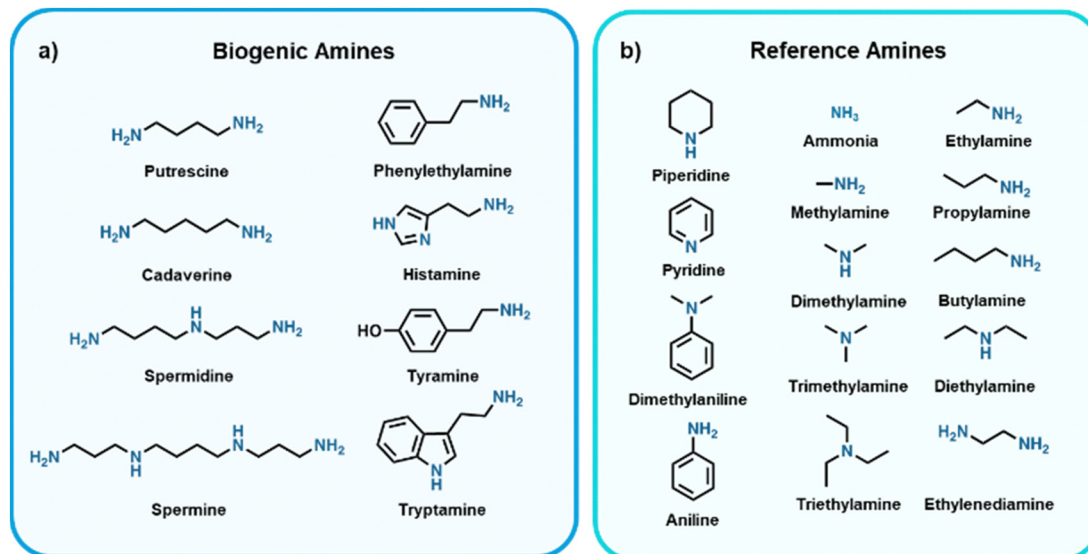 a) Biogenic Amines
H₂N NH₂
Putrescine
NH₂
Phenylethylamine
H₂N NH₂
Cadaverine
NH₂
HN
N
Histamine
H₂N H
N NH₂
Spermidine
NH₂
HO
Tyramine
H₂N N
H H
N NH₂
Spermine
NH₂
N
H
Tryptamine
b) Reference Amines
N
H
Piperidine
NH₃
Ammonia
NH₂
Ethylamine
NH₂
Methylamine
NH₂
Propylamine
N
Pyridine
N
H
Dimethylamine
NH₂
Butylamine
N
Dimethylaniline
N
Trimethylamine
N
H
Diethylamine
NH₂
Aniline
N
Triethylamine
H₂N
NH₂
Ethylenediamine